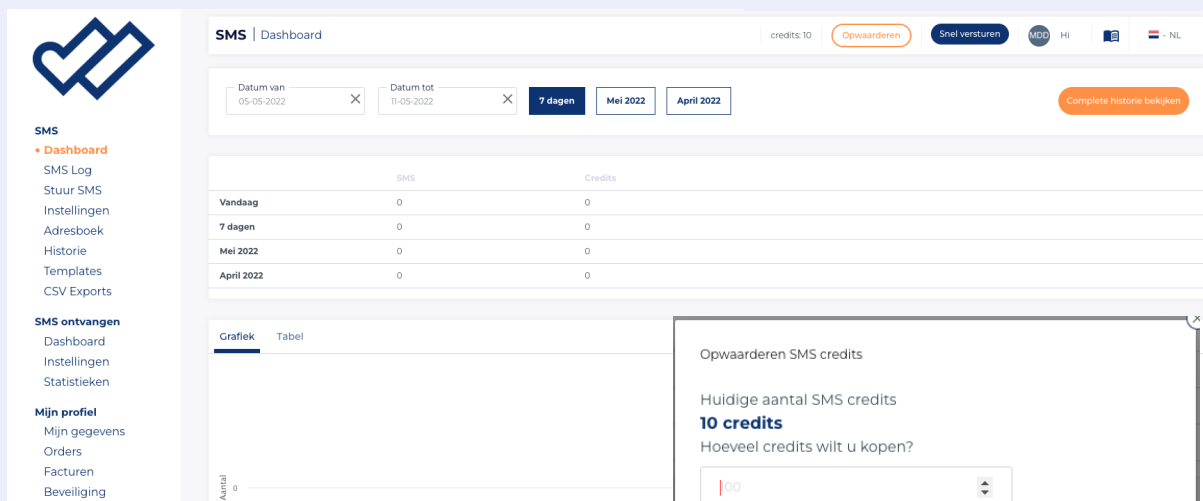 SMS | Dashboard
credits: 10
Opwaarderen
Snel versturen
MDD
Hi
- NL
Datum van
05-05-2022
Datum tot
11-05-2022
7 dagen
Mei 2022
April 2022
Complete historie bekijken
SMS
Dashboard
SMS Log
Stuur SMS
Instellingen
Adresboek
Historie
Templates
CSV Exports
SMS ontvangen
Dashboard
Instellingen
Statistieken
Mijn profiel
Mijn gegevens
Orders
Facturen
Beveiliging
SMS Credits
Vandaag 0 0
7 dagen 0 0
Mei 2022 0 0
April 2022 0 0
Grafiek Tabel
Aantal
0
Opwaarderen SMS credits
Huidige aantal SMS credits
10 credits
Hoeveel credits wilt u kopen?
100